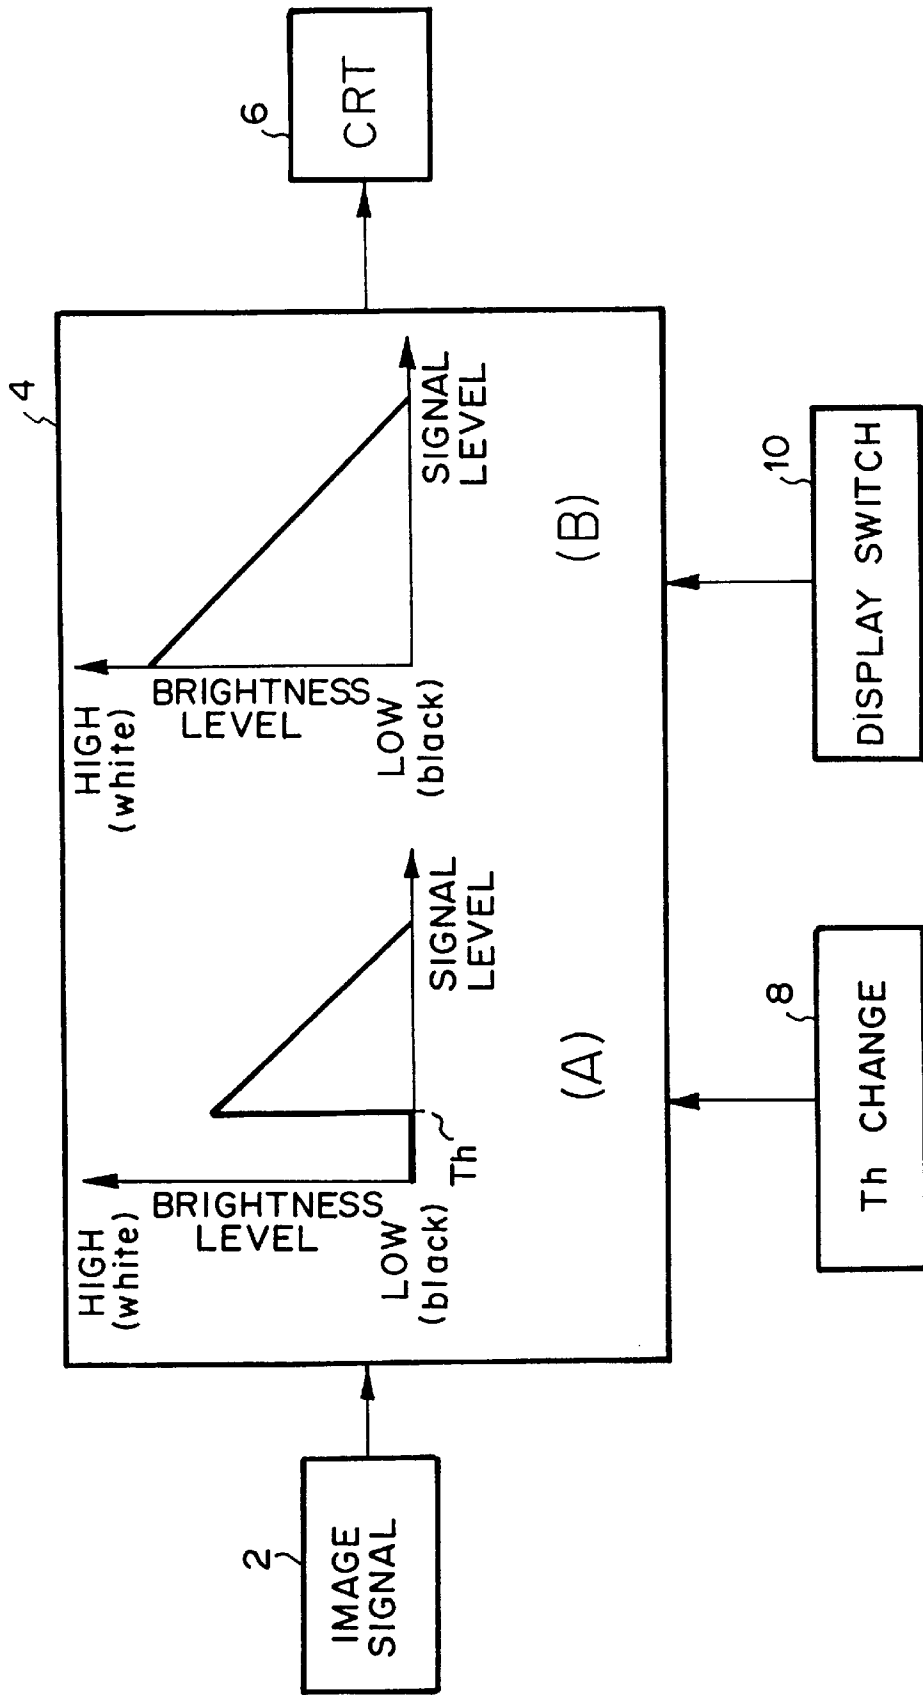 4
6
CRT
HIGH
(white)
BRIGHTNESS
LEVEL
LOW
(black)
Th
SIGNAL
LEVEL
(A)
HIGH
(white)
BRIGHTNESS
LEVEL
LOW
(black)
SIGNAL
LEVEL
(B)
2
IMAGE
SIGNAL
8
Th CHANGE
10
DISPLAY SWITCH